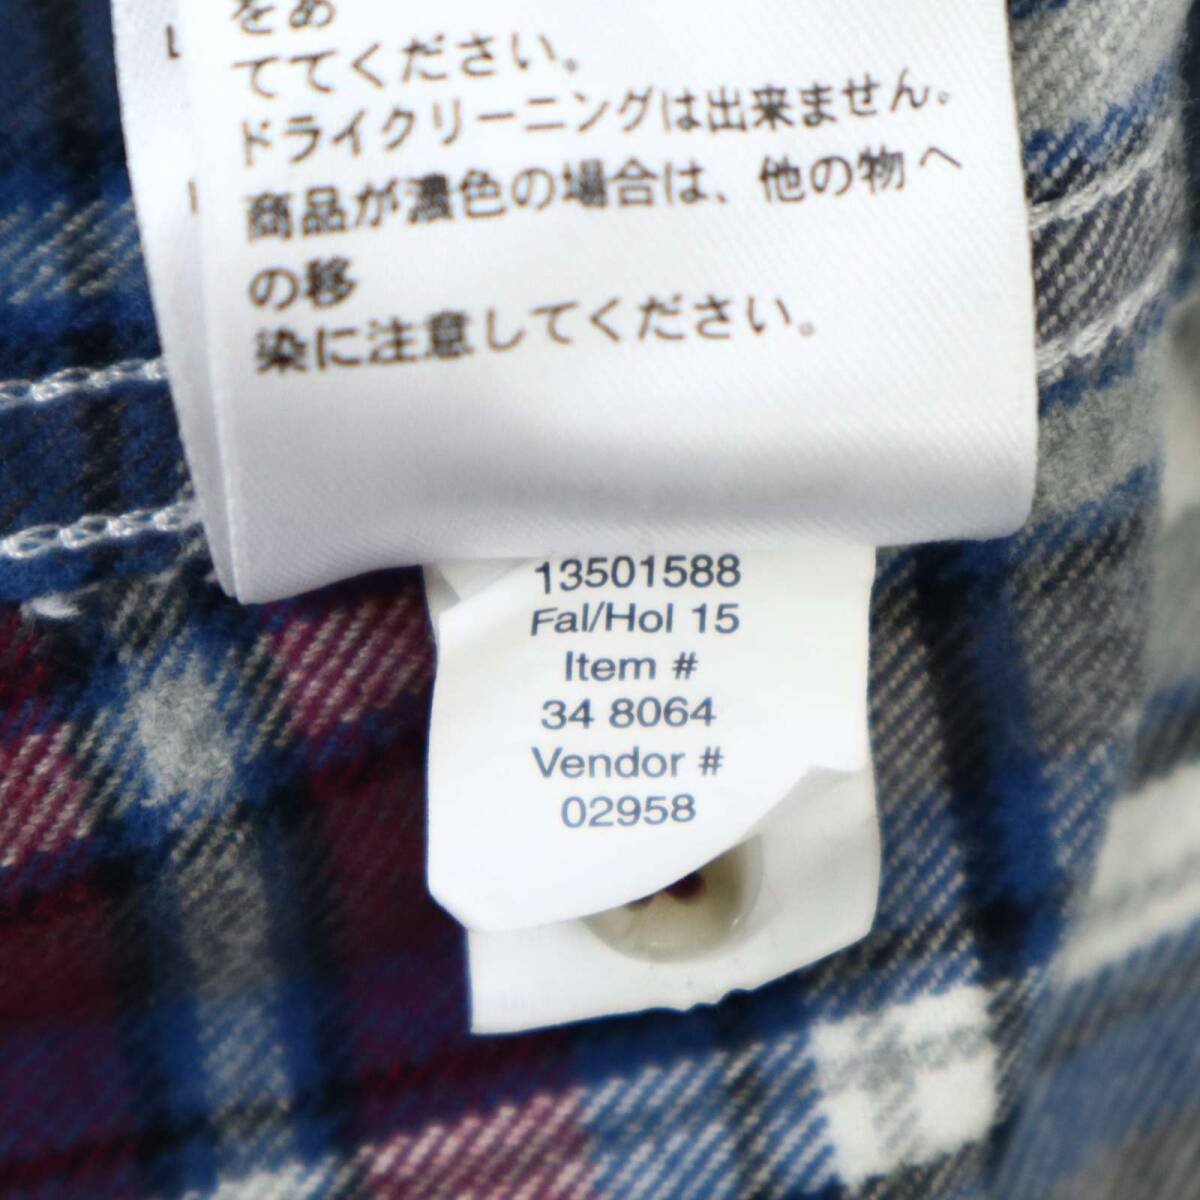 をあ
ててください。
ドライクリーニングは出来ません。
商品が濃色の場合は、他の物へ
の移
染に注意してください。
13501588
Fal/Hol 15
Item #
34 8064
Vendor #
02958